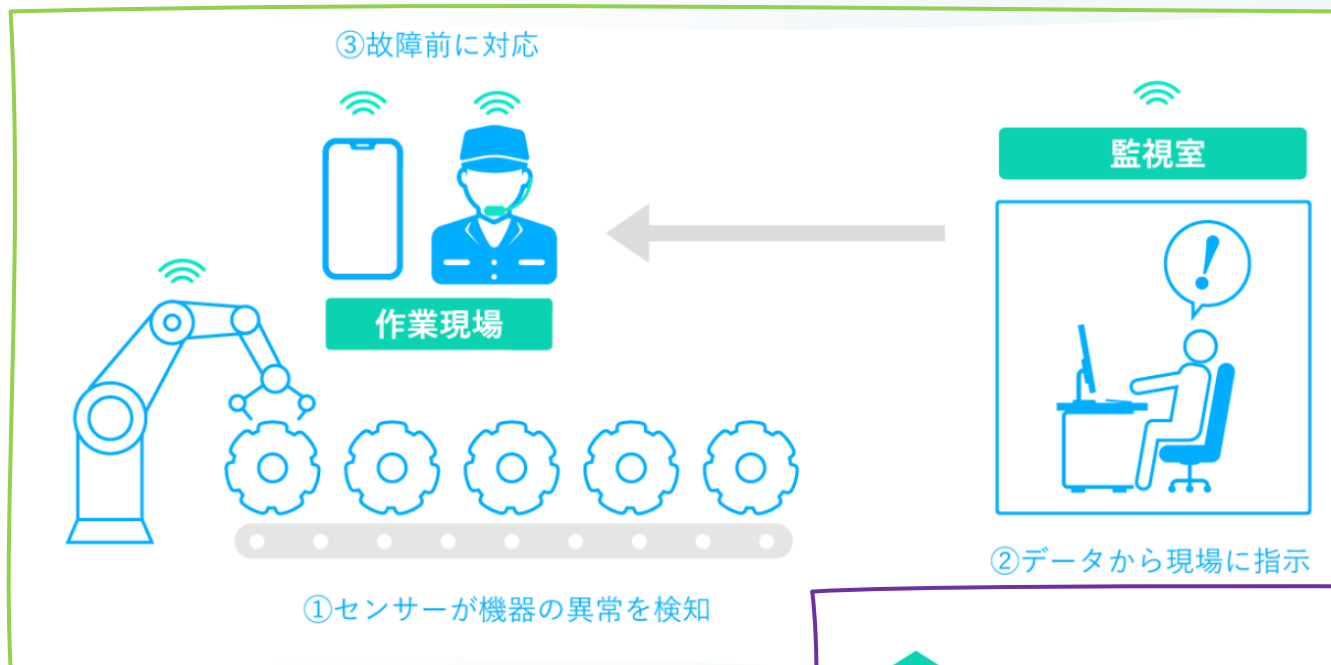 ③故障前に対応
監視室
作業現場
②データから現場に指示
①センサーが機器の異常を検知